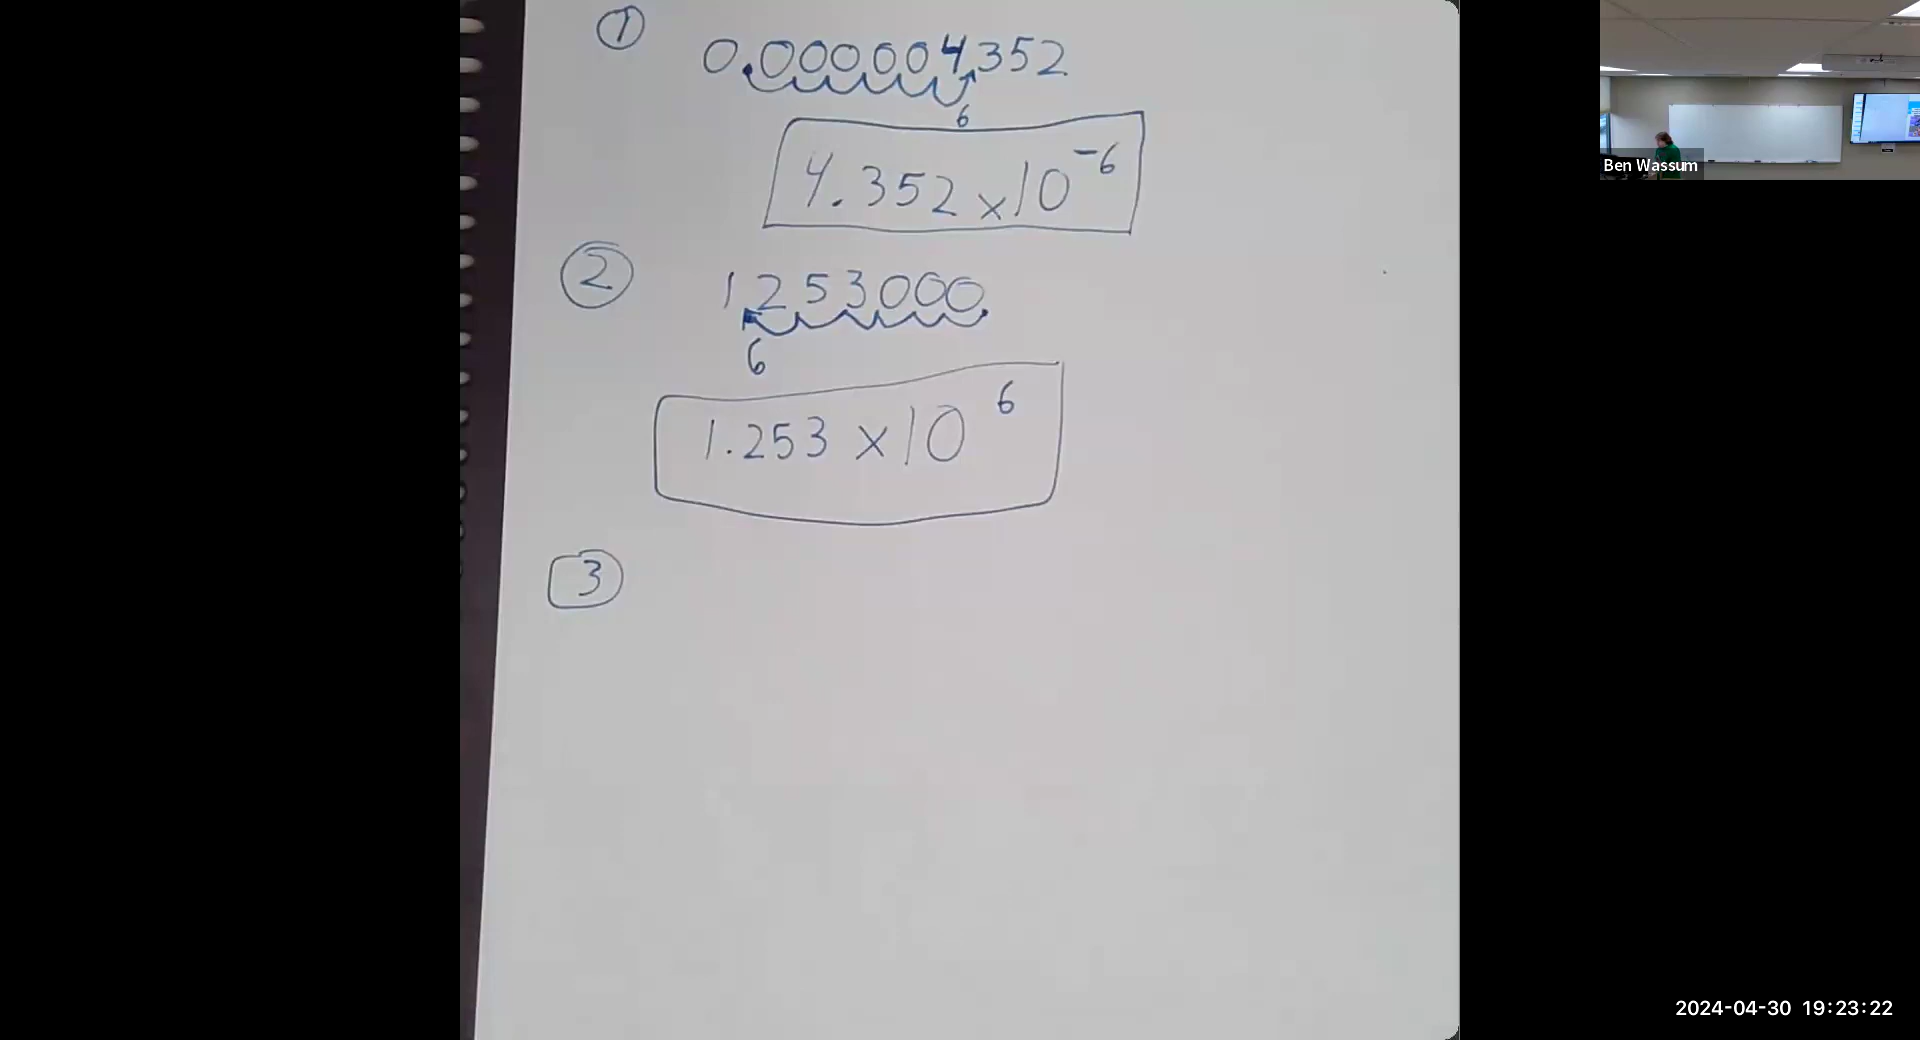 1
0.000004352
6
4.352 x 10^-6
2
1253000.
6
1.253 x 10^6
3
Ben Wassum
2024-04-30 19:23:22